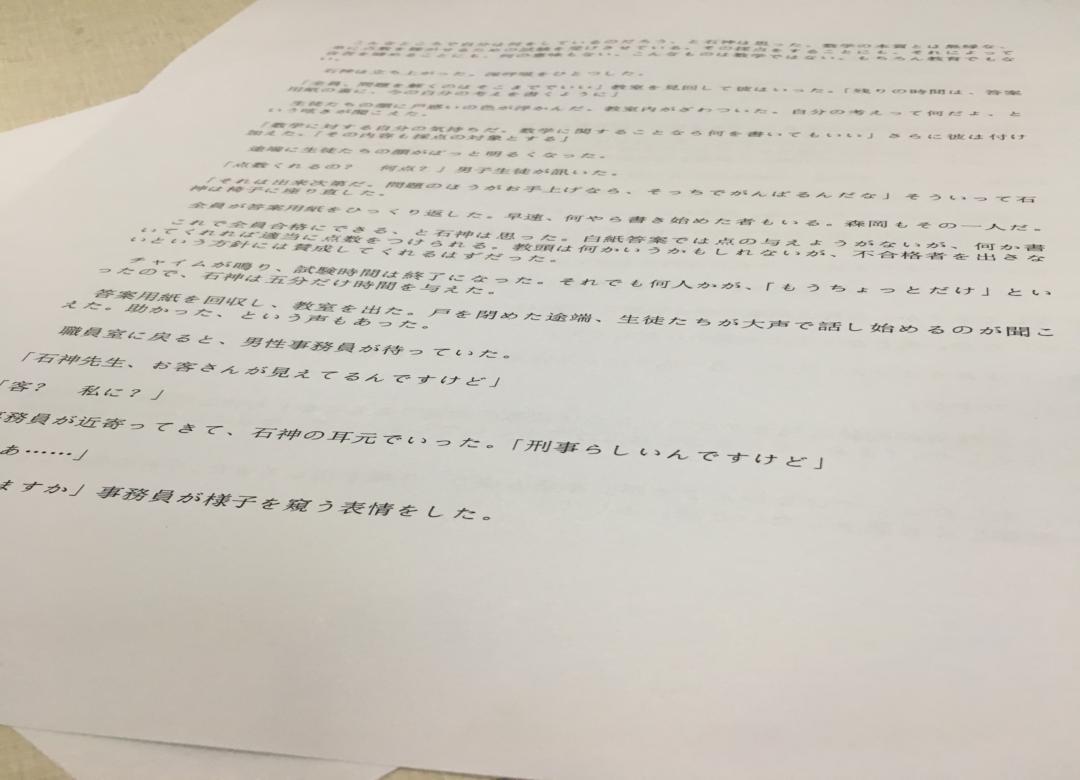 こんなところで自分は何をしているのだろう、と石神は思った。数学の本質とは無縁な、
単に点数を稼がせるための試験を受けさせている。その採点をすることにも、それによって
合否を決めることにも、何の意味もない。こんなものは数学ではない。もちろん教育でもな
い。
石神は立ち上がった。深呼吸をひとつした。
「全員、問題を解くのはそこまででいい」教室を見回して彼はいった。「残りの時間は、答案
用紙の裏に、今の自分の考えを書くように」
生徒たちの顔に戸惑いの色が浮かんだ。教室内がざわついた。自分の考えって何だよ、と
いう呟きが聞こえた。
「数学に対する自分の気持ちだ。数学に関することなら何を書いてもいい」さらに彼は付け
加えた。「その内容も採点の対象とする」
途端に生徒たちの顔がぱっと明るくなった。
「点数くれるの？　何点？」男子生徒が訊いた。
「それは出来次第だ。問題のほうがお手上げなら、そっちでがんばるんだな」そういって石
神は椅子に座り直した。
全員が答案用紙をひっくり返した。早速、何やら書き始めた者もいる。森岡もその一人だ。
これで全員合格にできる、と石神は思った。白紙答案では点の与えようがないが、何か書
いてくれれば適当に点数をつけられる。教頭は何かいうかもしれないが、不合格者を出さな
いという方針には賛成してくれるはずだった。
チャイムが鳴り、試験時間は終了になった。それでも何人かが、「もうちょっとだけ」とい
ったので、石神は五分だけ時間を与えた。
答案用紙を回収し、教室を出た。戸を閉めた途端、生徒たちが大声で話し始めるのが聞こ
えた。助かった、という声もあった。
職員室に戻ると、男性事務員が待っていた。
「石神先生、お客さんが見えてるんですけど」
「客？　私に？」
事務員が近寄ってきて、石神の耳元でいった。「刑事らしいんですけど」
あ……」
ますか」事務員が様子を窺う表情をした。